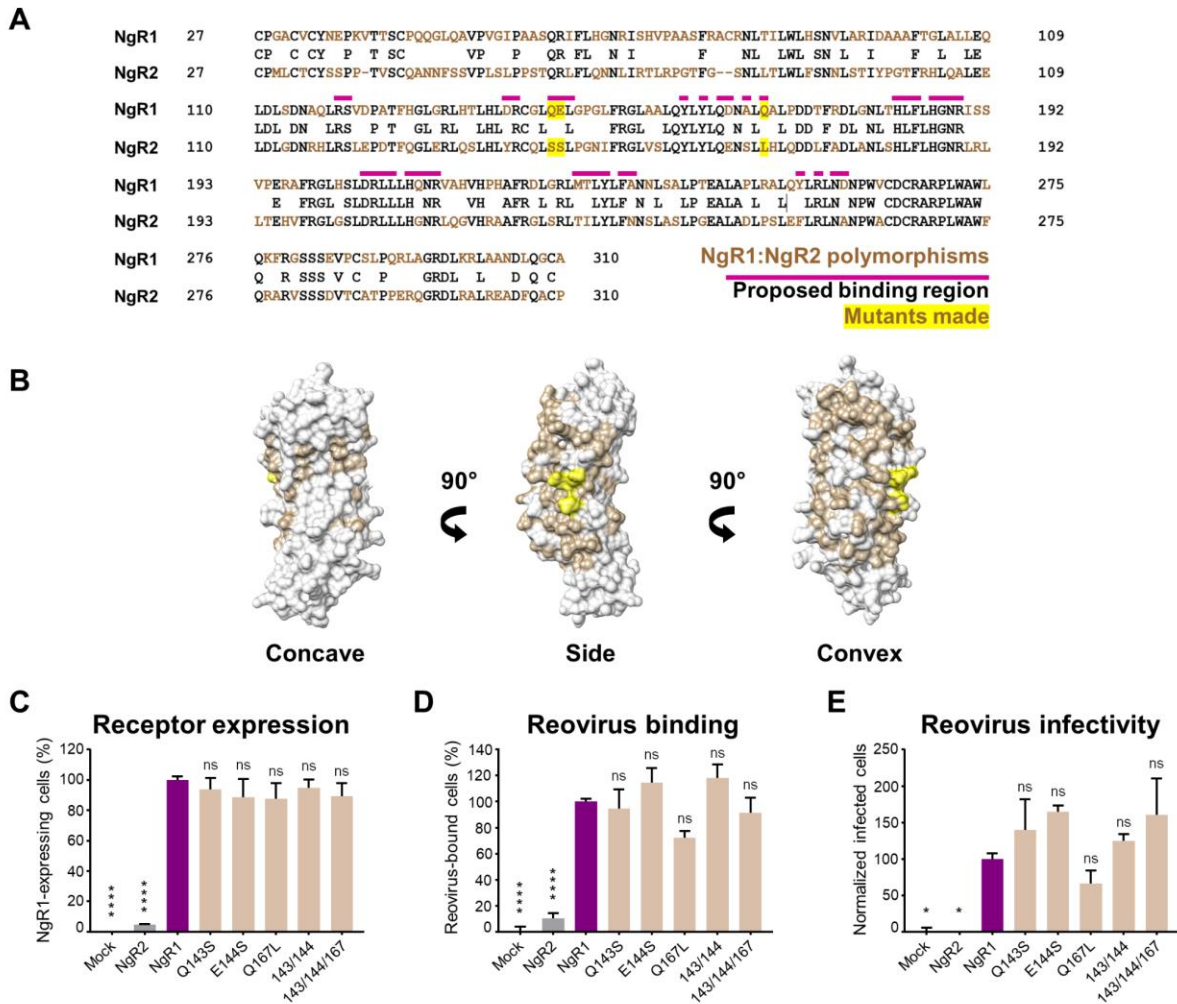 A
NgR1 27 CPGACVCYNEPKVTTSCPQQGLQAVPVGIPAASQRIFLHGNRISHVPAASFRACRNLTILWLHSNVLARIDAAAFTGLALLEQ 109
C C CY P TSC VP P QR FL N I F NL LWL SN L I F L LE
NgR2 27 CPMLCTCYSSPP-TVSCQANNFSSVPLSLPPSTQRLFLQNNLIRTLRPGTFG--SNLLTLWLFSNNLSTIYPGTFRHLQALEE 109
NgR1 110 LDLSDNAQLRSVDPATFHGLGRLHTLHLDRCGLQELGPGLFRGLAALQYLYLQDNALQALPDDTFRDLGNLTHLFLHGNRISS 192
LDL DN LRS P T GL RL LHL RC L L FRGL LQYLYLQ N L L DD F DL NL HLFLHGNR
NgR2 110 LDLGDNRHLRSLEPDTFQGLERLQSLHLYRCQLSSLPGNIFRGLVSLQYLYLQENSLLHLQDDLFADLANLSHLFLHGNRLRL 192
NgR1 193 VPERAFRGLHSLDRLLLHQNRVAHVHPHAFRDLGRLMTLYLFANNLSALPTEALAPLRALQYLRLNDNPWVCDCRARPLWAWL 275
E FRGL SLDRLLLH NR V HV AFR L RL LYLF N L LPEAL L L LRLN NPW CDCRARPLWAW
NgR2 193 LTEHVFRGLGSLDRLLLHGNRLQGVHRAAFRGLSRLTILYLFNNSLASLPGEALADLPSLEFLRLNANPWACDCRARPLWAWF 275
NgR1 276 QKFRGSSSEVPCSLPQRLAGRDLKRLAANDLQGCA 310
Q R SSS V C P GRDL L D Q C
NgR2 276 QRARVSSSDVTCATPPERQGRDLRALREADFQACP 310
NgR1:NgR2 polymorphisms
Proposed binding region
Mutants made
B
90°
90°
Concave
Side
Convex
C
Receptor expression
NgR1-expressing cells (%)
120
100
80
60
40
20
0
****
****
ns
ns
ns
ns
ns
Mock
NgR2
NgR1
Q143S
E144S
Q167L
143/144
143/144/167
D
Reovirus binding
Reovirus-bound cells (%)
140
120
100
80
60
40
20
0
****
****
ns
ns
ns
ns
ns
Mock
NgR2
NgR1
Q143S
E144S
Q167L
143/144
143/144/167
E
Reovirus infectivity
Normalized infected cells
250
200
150
100
50
0
*
*
ns
ns
ns
ns
ns
Mock
NgR2
NgR1
Q143S
E144S
Q167L
143/144
143/144/167